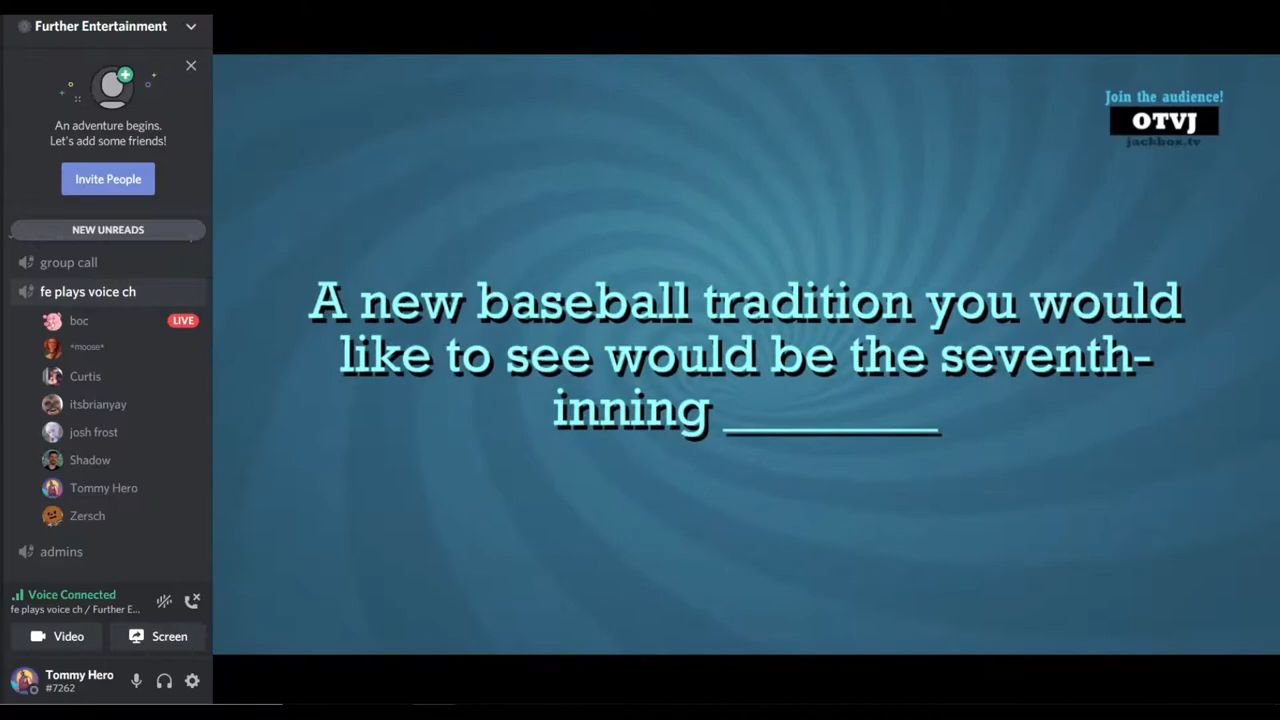 Further Entertainment
An adventure begins.
Let's add some friends!
Invite People
NEW UNREADS
group call
fe plays voice ch
boc LIVE
*moose*
Curtis
itsbrianyay
josh frost
Shadow
Tommy Hero
Zersch
admins
Voice Connected
fe plays voice ch / Further E...
Video Screen
Tommy Hero
#7262
Join the audience!
OTVJ
jackbox.tv
A new baseball tradition you would
like to see would be the seventh-
inning __________